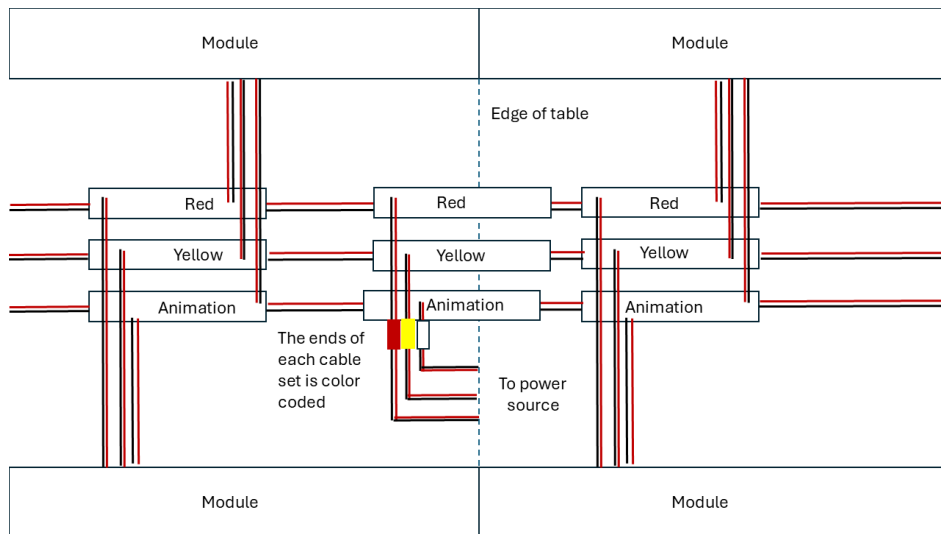 Module
Module
Edge of table
Red
Red
Red
Yellow
Yellow
Yellow
Animation
Animation
Animation
The ends of
each cable
set is color
coded
To power
source
Module
Module